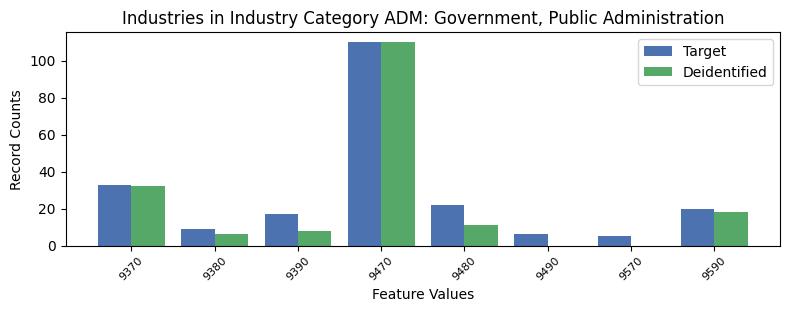 Industries in Industry Category ADM: Government, Public Administration
Target
Deidentified
Record Counts
100
80
60
40
20
0
9370
9380
9390
9470
9480
9490
9570
9590
Feature Values